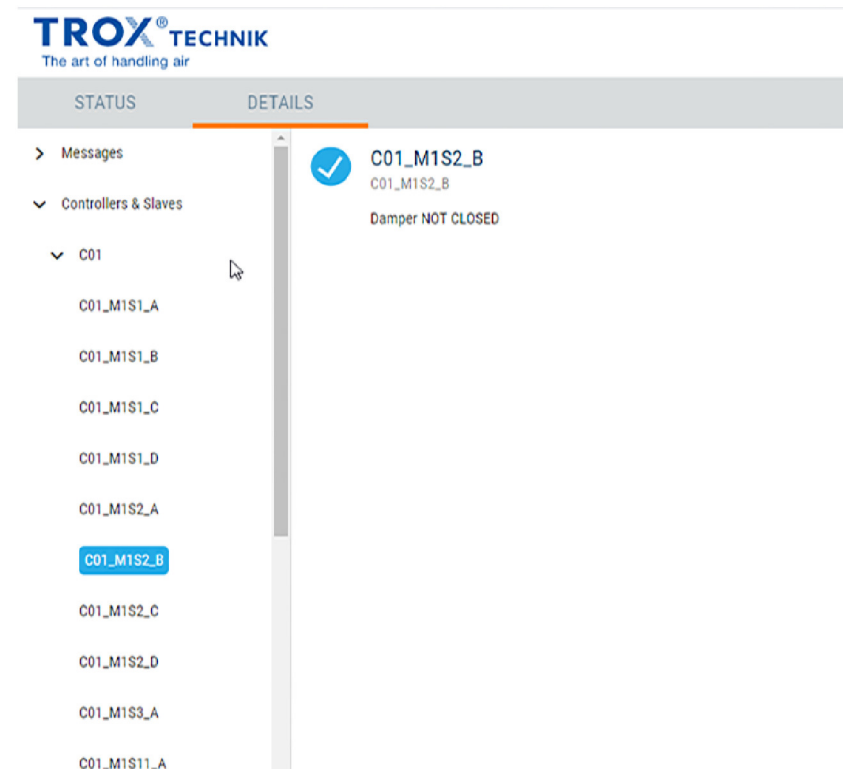 TROX® TECHNIK
The art of handling air
STATUS DETAILS
Messages
Controllers & Slaves
C01
C01_M1S1_A
C01_M1S1_B
C01_M1S1_C
C01_M1S1_D
C01_M1S2_A
C01_M1S2_B
C01_M1S2_C
C01_M1S2_D
C01_M1S3_A
C01_M1S11_A
C01_M1S2_B
C01_M1S2_B
Damper NOT CLOSED